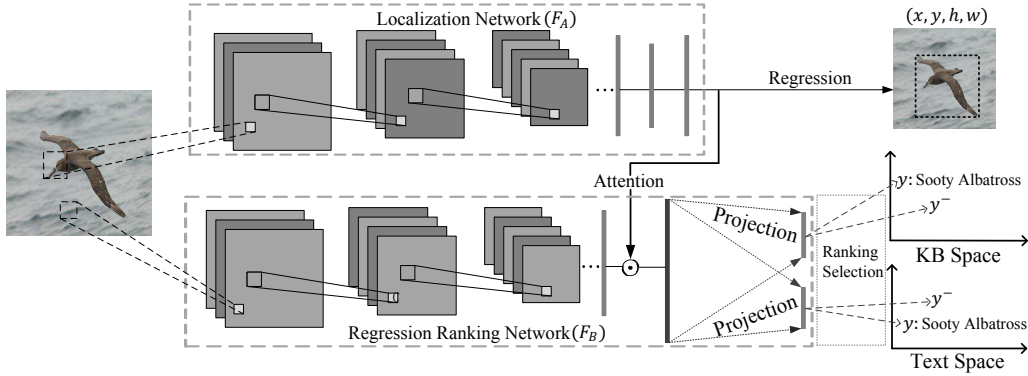 Localization Network(F_A)
(x, y, h, w)
Regression
Attention
y: Sooty Albatross
y⁻
KB Space
Projection
Ranking
Selection
Projection
y⁻
y: Sooty Albatross
Text Space
Regression Ranking Network(F_B)